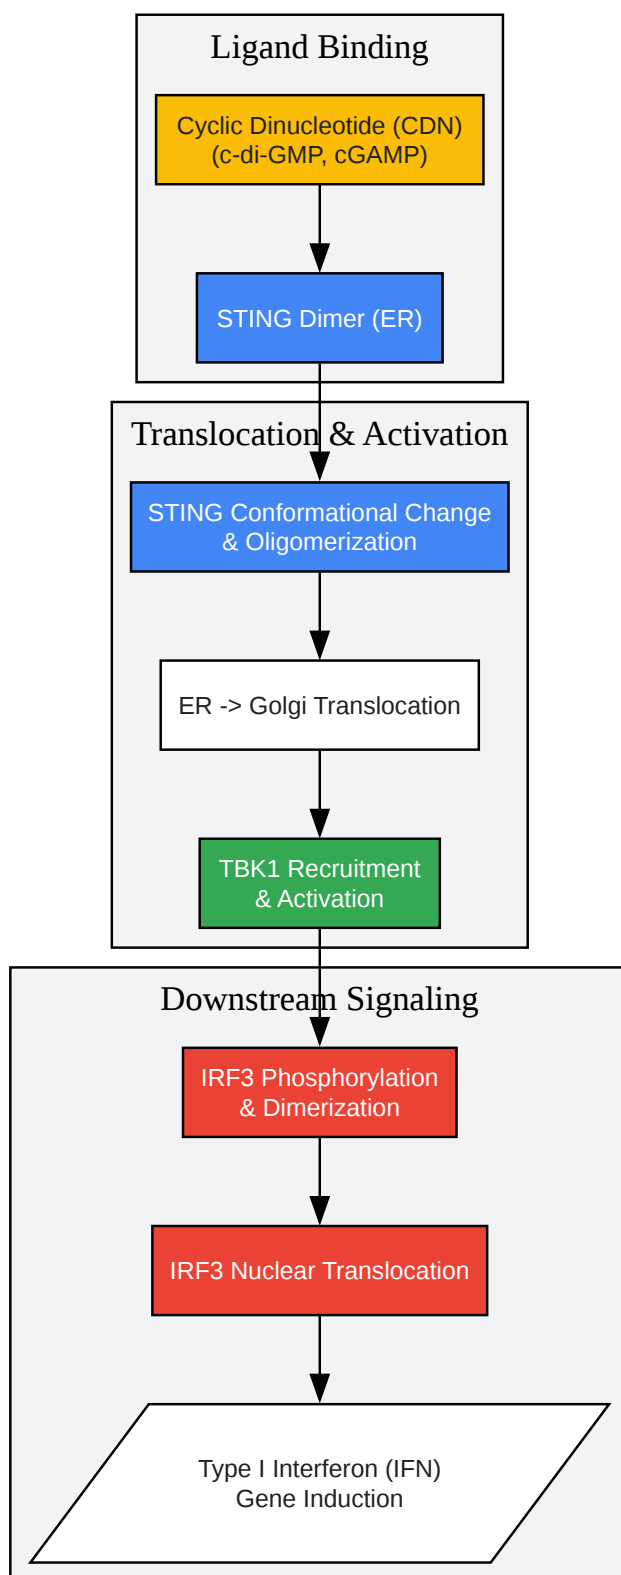 Ligand Binding
Cyclic Dinucleotide (CDN)
(c-di-GMP, cGAMP)
STING Dimer (ER)
Translocation & Activation
STING Conformational Change
& Oligomerization
ER -> Golgi Translocation
TBK1 Recruitment
& Activation
Downstream Signaling
IRF3 Phosphorylation
& Dimerization
IRF3 Nuclear Translocation
Type I Interferon (IFN)
Gene Induction